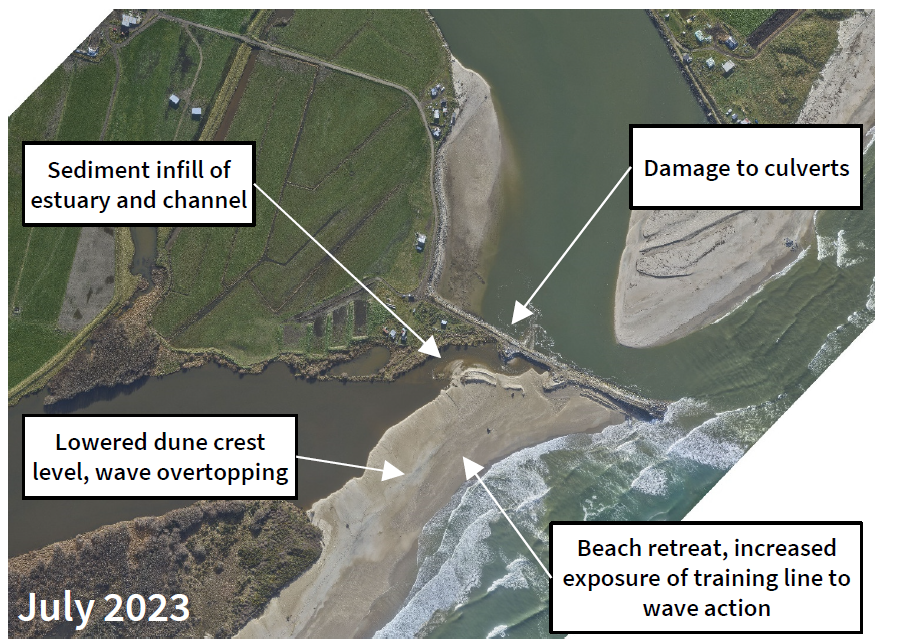 Sediment infill of
estuary and channel
Damage to culverts
Lowered dune crest
level, wave overtopping
Beach retreat, increased
exposure of training line to
wave action
July 2023